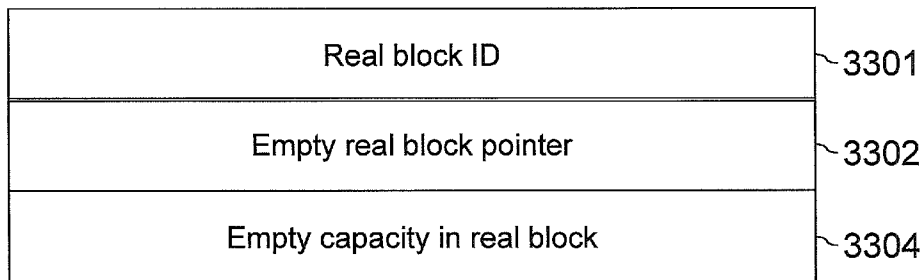 Real block ID 3301
Empty real block pointer 3302
Empty capacity in real block 3304